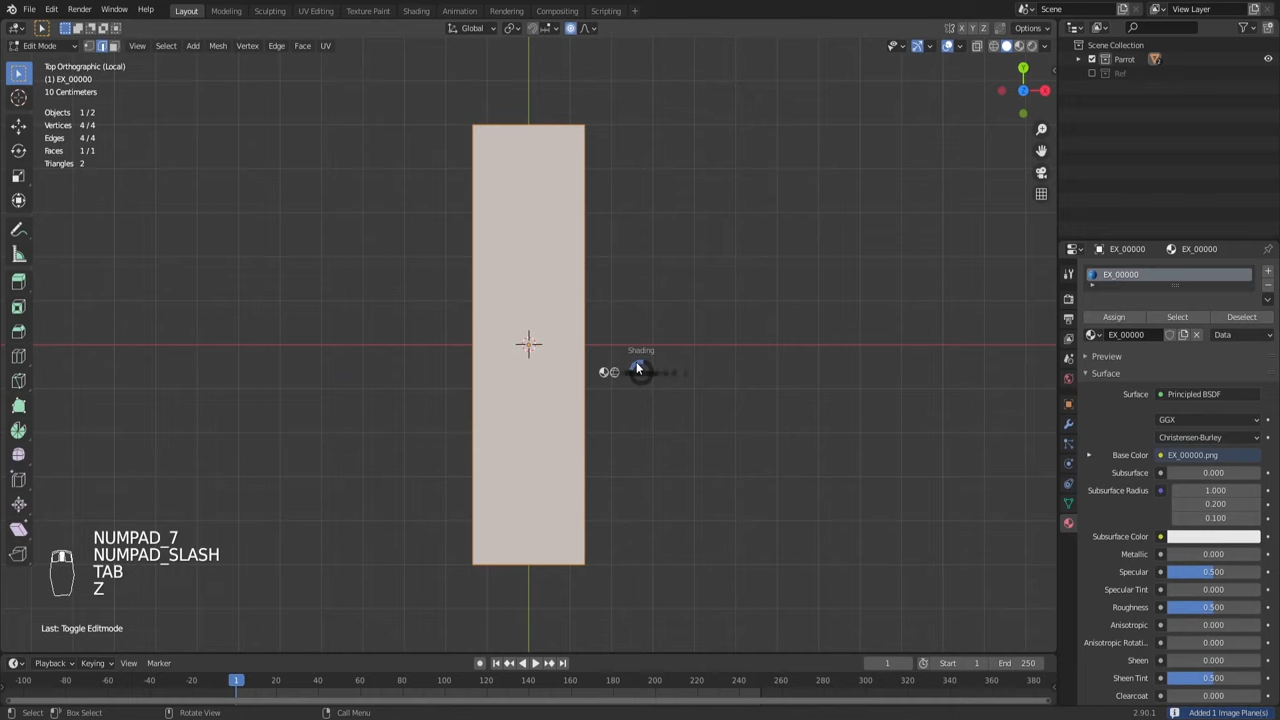 File Edit Render Window Help Layout Modeling Sculpting UV Editing Texture Paint Shading Animation Rendering Compositing Scripting + Scene View Layer
Global Options
Edit Mode View Select Add Mesh Vertex Edge Face UV
Scene Collection
Parrot
Ref
Top Orthographic (Local)
(1) EX_00000
10 Centimeters
Objects 1/2
Vertices 4/4
Edges 4/4
Faces 1/1
Triangles 2
Y
X
Z
Shading
EX_00000 EX_00000
EX_00000
Assign Select Deselect
EX_00000 Data
Preview
Surface
Surface Principled BSDF
GGX
Christensen-Burley
Base Color EX_00000.png
Subsurface 0.000
Subsurface Radius 1.000
0.200
0.100
Subsurface Color
Metallic 0.000
Specular 0.500
Specular Tint 0.000
Roughness 0.500
Anisotropic 0.000
Anisotropic Rotati... 0.000
Sheen 0.000
Sheen Tint 0.500
Clearcoat 0.000
NUMPAD_7
NUMPAD_SLASH
TAB
Z
Last: Toggle Editmode
Playback Keying View Marker 1 Start 1 End 250
-100 -80 -60 -40 -20 1 20 40 60 80 100 120 140 160 180 200 220 240 260 280 300 320 340 360 380
Select Box Select Rotate View Call Menu 2.90.1 Added 1 Image Plane(s)